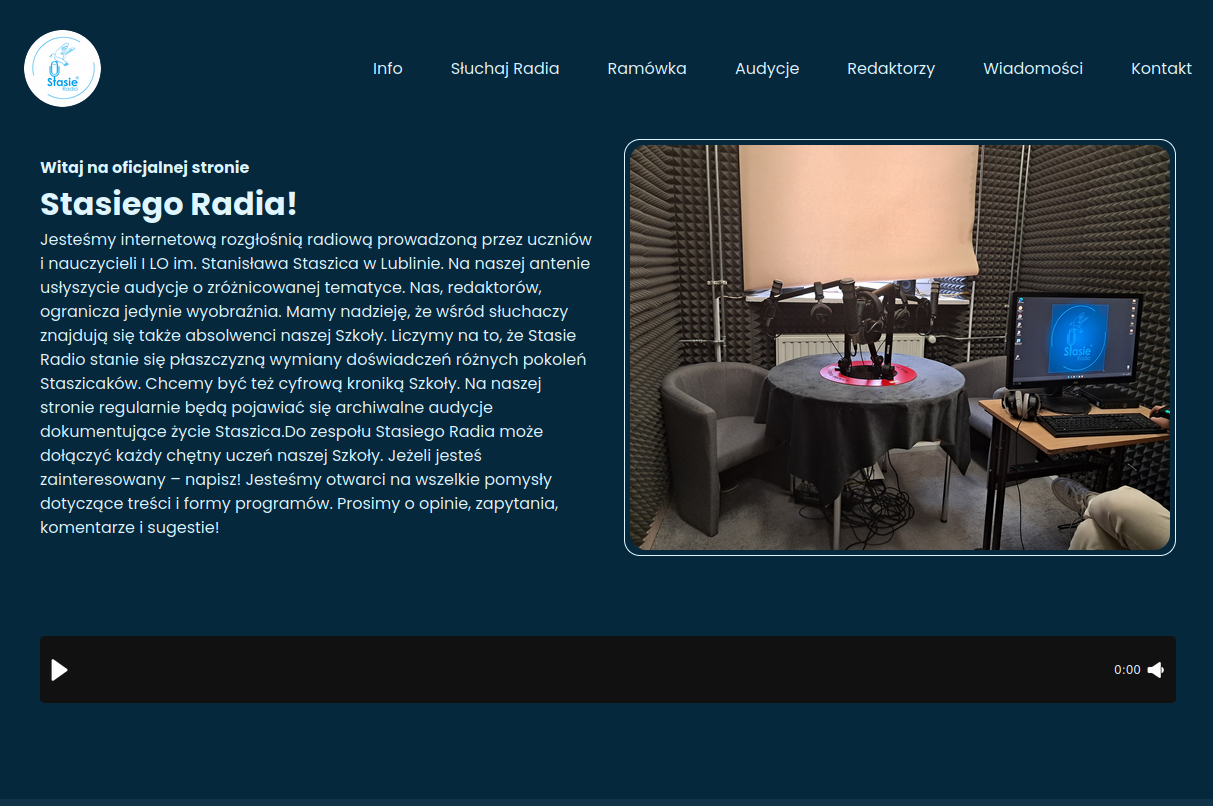 Stasie
Radio
Info
Słuchaj Radia
Ramówka
Audycje
Redaktorzy
Wiadomości
Kontakt
Witaj na oficjalnej stronie
Stasiego Radia!
Jesteśmy internetową rozgłośnią radiową prowadzoną przez uczniów
i nauczycieli I LO im. Stanisława Staszica w Lublinie. Na naszej antenie
usłyszycie audycje o zróżnicowanej tematyce. Nas, redaktorów,
ogranicza jedynie wyobraźnia. Mamy nadzieję, że wśród słuchaczy
znajdują się także absolwenci naszej Szkoły. Liczymy na to, że Stasie
Radio stanie się płaszczyzną wymiany doświadczeń różnych pokoleń
Staszicaków. Chcemy być też cyfrową kroniką Szkoły. Na naszej
stronie regularnie będą pojawiać się archiwalne audycje
dokumentujące życie Staszica.Do zespołu Stasiego Radia może
dołączyć każdy chętny uczeń naszej Szkoły. Jeżeli jesteś
zainteresowany – napisz! Jesteśmy otwarci na wszelkie pomysły
dotyczące treści i formy programów. Prosimy o opinie, zapytania,
komentarze i sugestie!
Stasie
Radio
0:00